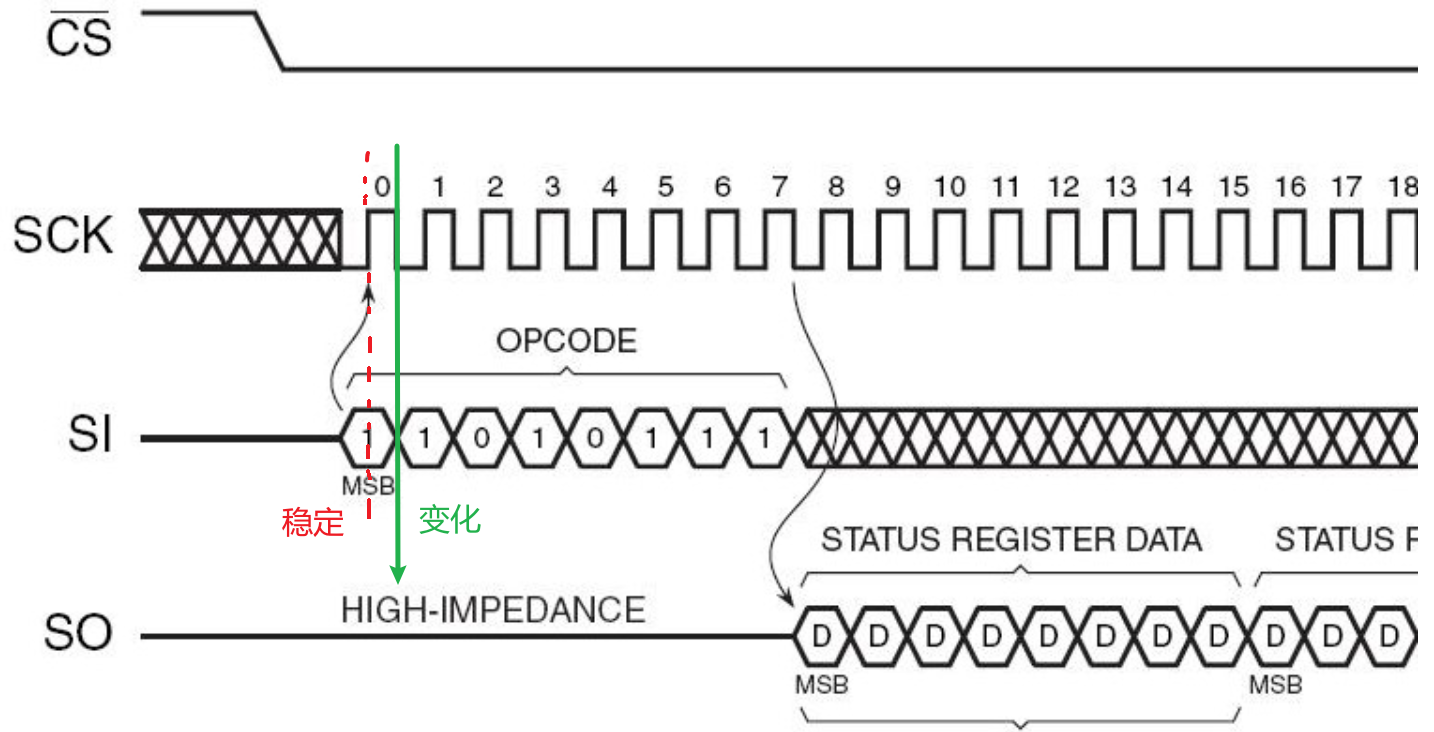 CS
0 1 2 3 4 5 6 7 8 9 10 11 12 13 14 15 16 17 18
SCK
OPCODE
SI 1 1 0 1 0 1 1 1
MSB
稳定 变化
STATUS REGISTER DATA STATUS R
HIGH-IMPEDANCE
SO D D D D D D D D D D D
MSB MSB